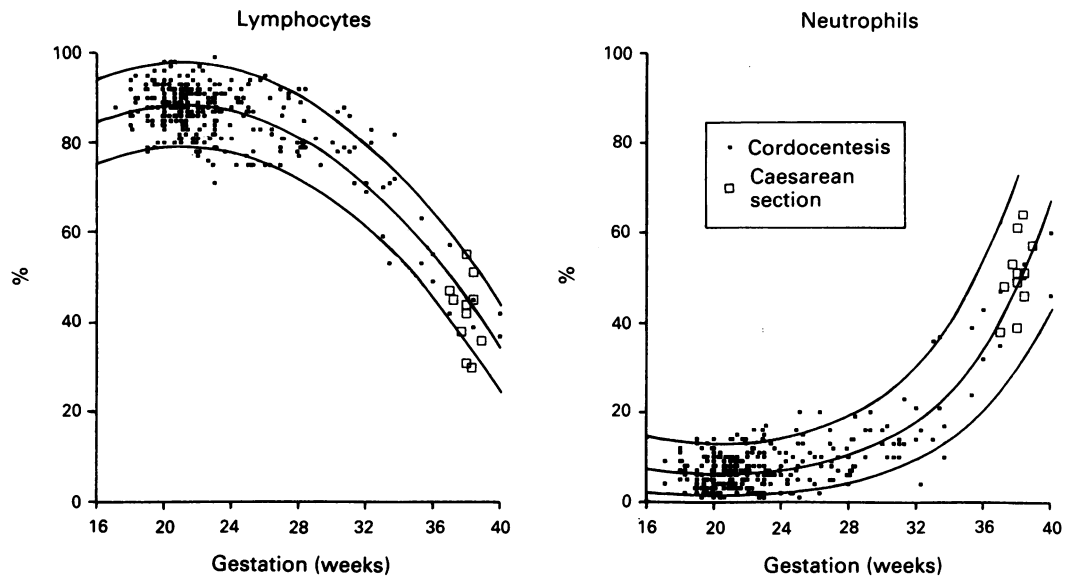 Lymphocytes
100
80
60
40
20
0
%
16 20 24 28 32 36 40
Gestation (weeks)
Neutrophils
100
80
60
40
20
0
%
Cordocentesis
Caesarean
section
16 20 24 28 32 36 40
Gestation (weeks)